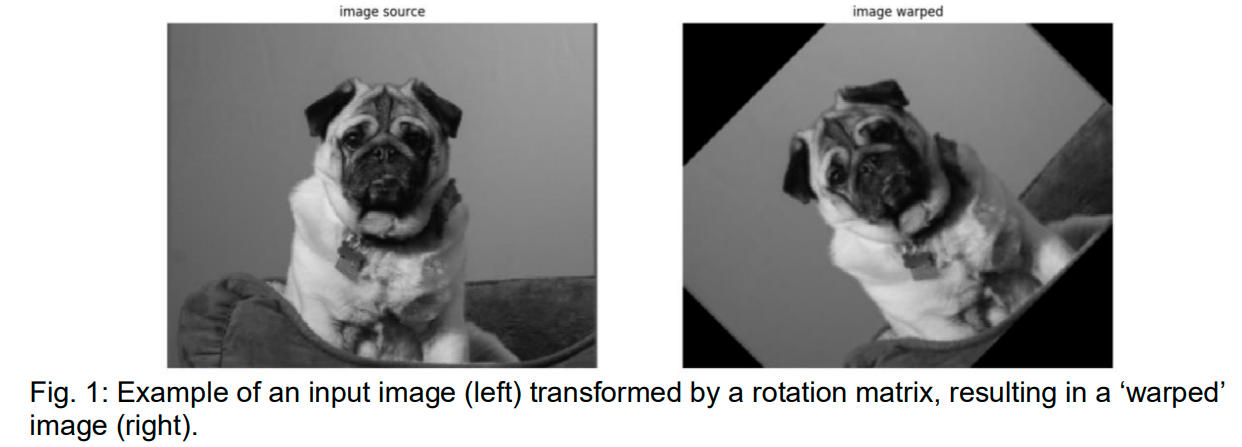 image source
image warped
Fig. 1: Example of an input image (left) transformed by a rotation matrix, resulting in a ‘warped’
image (right).